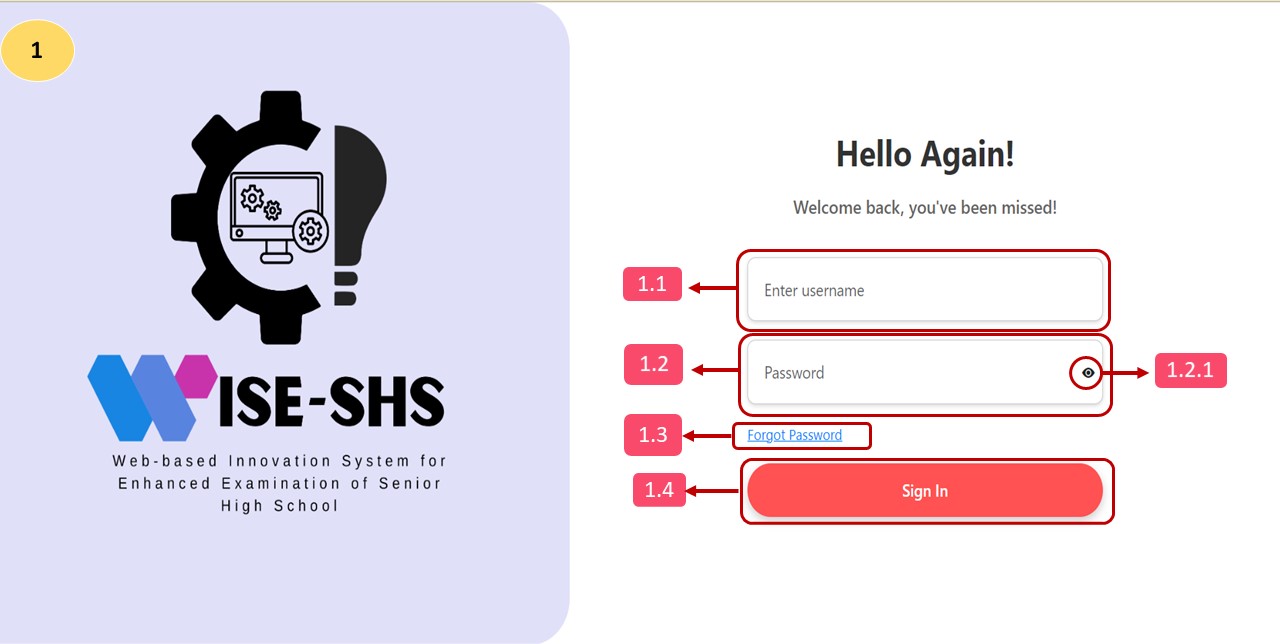 1
ISE-SHS
Web-based Innovation System for
Enhanced Examination of Senior
High School
Hello Again!
Welcome back, you've been missed!
1.1
Enter username
1.2
Password
1.2.1
1.3
Forgot Password
1.4
Sign In